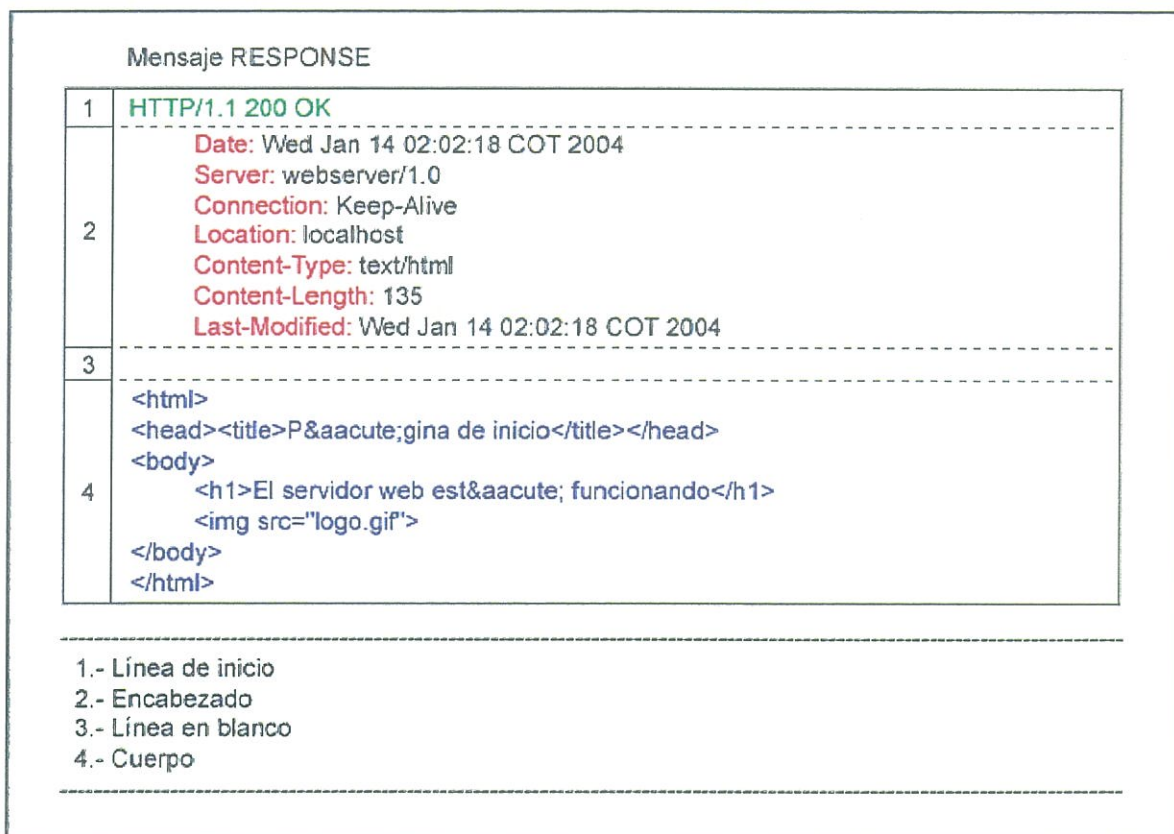 Mensaje RESPONSE
1 HTTP/1.1 200 OK
Date: Wed Jan 14 02:02:18 COT 2004
Server: webserver/1.0
Connection: Keep-Alive
2 Location: localhost
Content-Type: text/html
Content-Length: 135
Last-Modified: Wed Jan 14 02:02:18 COT 2004
3
<html>
<head><title>P&aacute;gina de inicio</title></head>
<body>
4 <h1>El servidor web est&aacute; funcionando</h1>
<img src="logo.gif">
</body>
</html>
1.- Línea de inicio
2.- Encabezado
3.- Línea en blanco
4.- Cuerpo